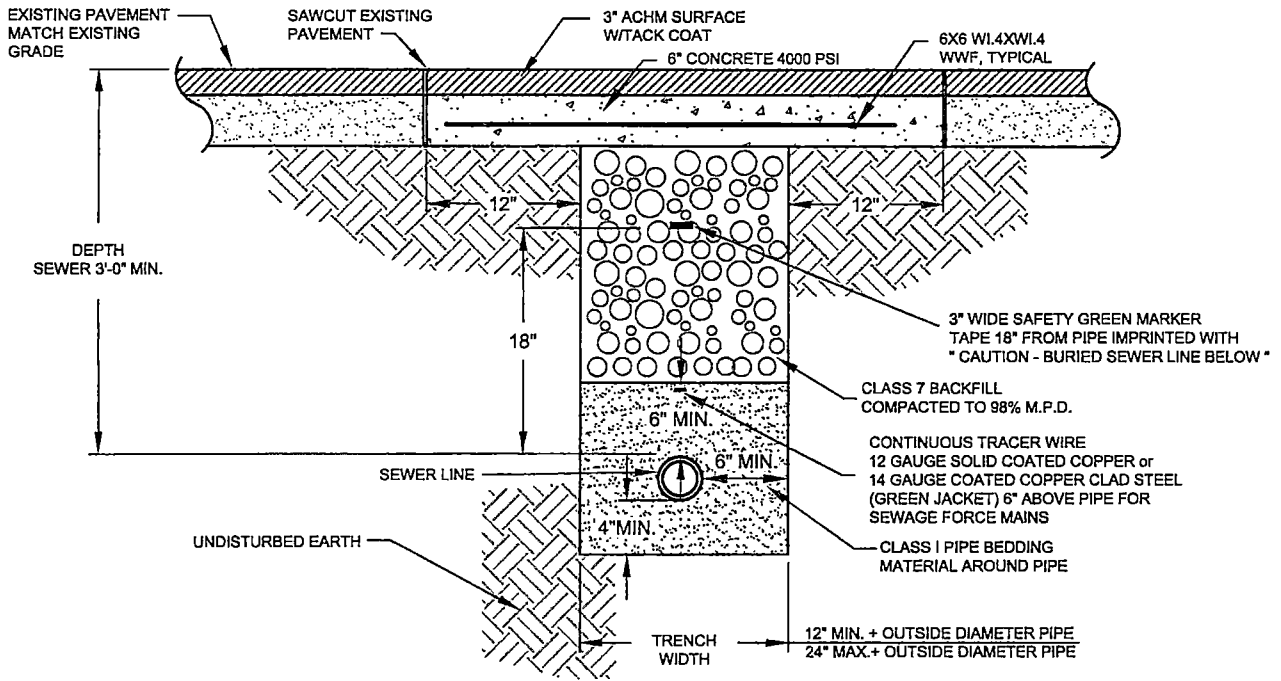 EXISTING PAVEMENT
MATCH EXISTING
GRADE
SAWCUT EXISTING
PAVEMENT
3" ACHM SURFACE
W/TACK COAT
6" CONCRETE 4000 PSI
6X6 WI.4XWI.4
WWF, TYPICAL
12"
12"
DEPTH
SEWER 3'-0" MIN.
18"
3" WIDE SAFETY GREEN MARKER
TAPE 18" FROM PIPE IMPRINTED WITH
" CAUTION - BURIED SEWER LINE BELOW "
CLASS 7 BACKFILL
COMPACTED TO 98% M.P.D.
6" MIN.
CONTINUOUS TRACER WIRE
12 GAUGE SOLID COATED COPPER or
14 GAUGE COATED COPPER CLAD STEEL
(GREEN JACKET) 6" ABOVE PIPE FOR
SEWAGE FORCE MAINS
SEWER LINE
6" MIN.
4"MIN.
UNDISTURBED EARTH
CLASS I PIPE BEDDING
MATERIAL AROUND PIPE
TRENCH
WIDTH
12" MIN. + OUTSIDE DIAMETER PIPE
24" MAX.+ OUTSIDE DIAMETER PIPE